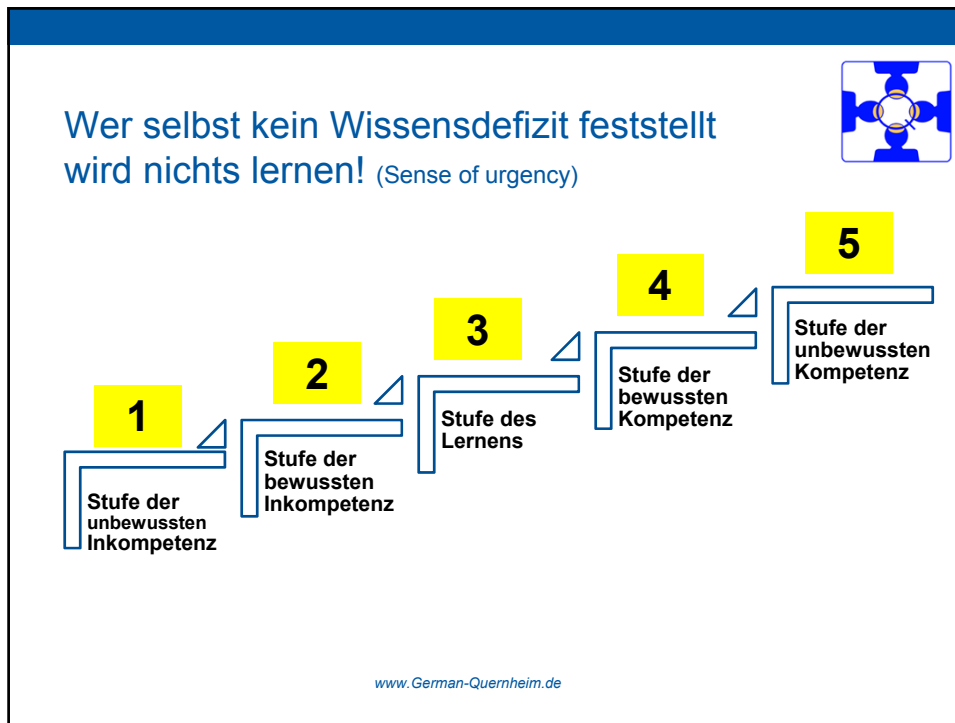 Wer selbst kein Wissensdefizit feststellt
wird nichts lernen! (Sense of urgency)
1
Stufe der
unbewussten
Inkompetenz
2
Stufe der
bewussten
Inkompetenz
3
Stufe des
Lernens
4
Stufe der
bewussten
Kompetenz
5
Stufe der
unbewussten
Kompetenz
www.German-Quernheim.de